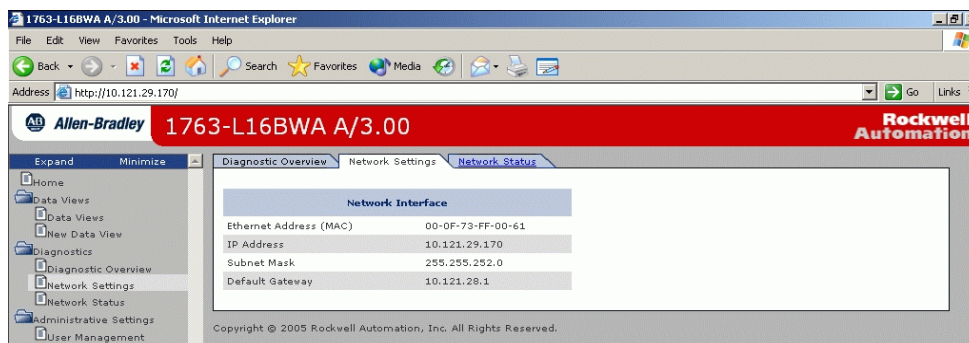 1763-L16BWA A/3.00 - Microsoft Internet Explorer
File Edit View Favorites Tools Help
Back Search Favorites Media
Address http://10.121.29.170/ Go Links
AB Allen-Bradley 1763-L16BWA A/3.00 Rockwell Automation
Expand Minimize
Home
Data Views
Data Views
New Data View
Diagnostics
Diagnostic Overview
Network Settings
Network Status
Administrative Settings
User Management
Diagnostic Overview Network Settings Network Status
Network Interface
Ethernet Address (MAC) 00-0F-73-FF-00-61
IP Address 10.121.29.170
Subnet Mask 255.255.252.0
Default Gateway 10.121.28.1
Copyright © 2005 Rockwell Automation, Inc. All Rights Reserved.